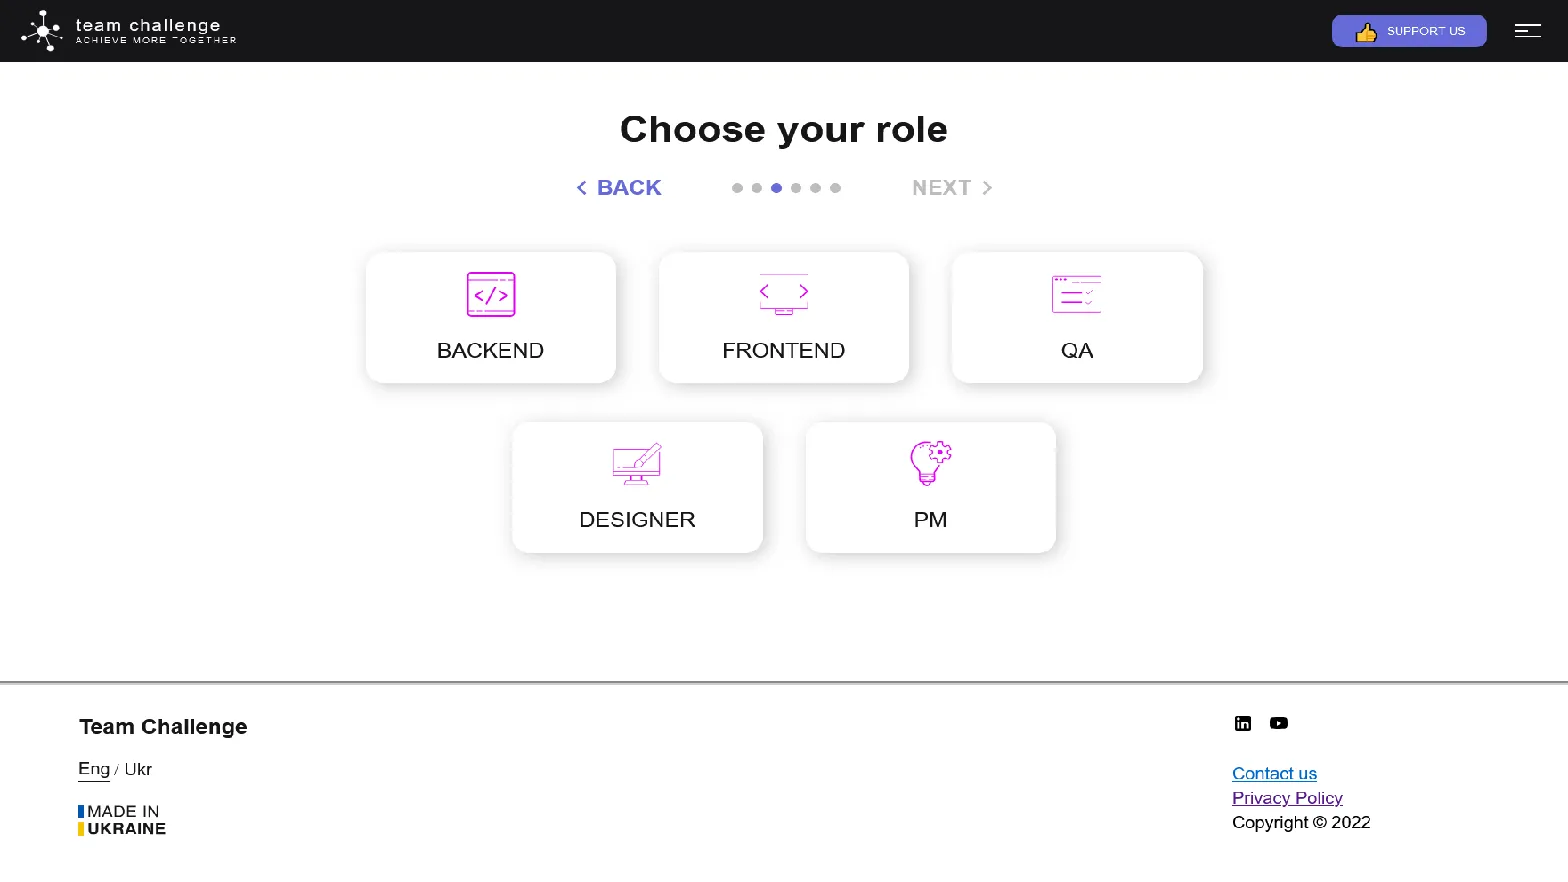 team challenge
ACHIEVE MORE TOGETHER
SUPPORT US
Choose your role
BACK
NEXT
BACKEND
FRONTEND
QA
DESIGNER
PM
Team Challenge
Eng / Ukr
MADE IN
UKRAINE
Contact us
Privacy Policy
Copyright © 2022